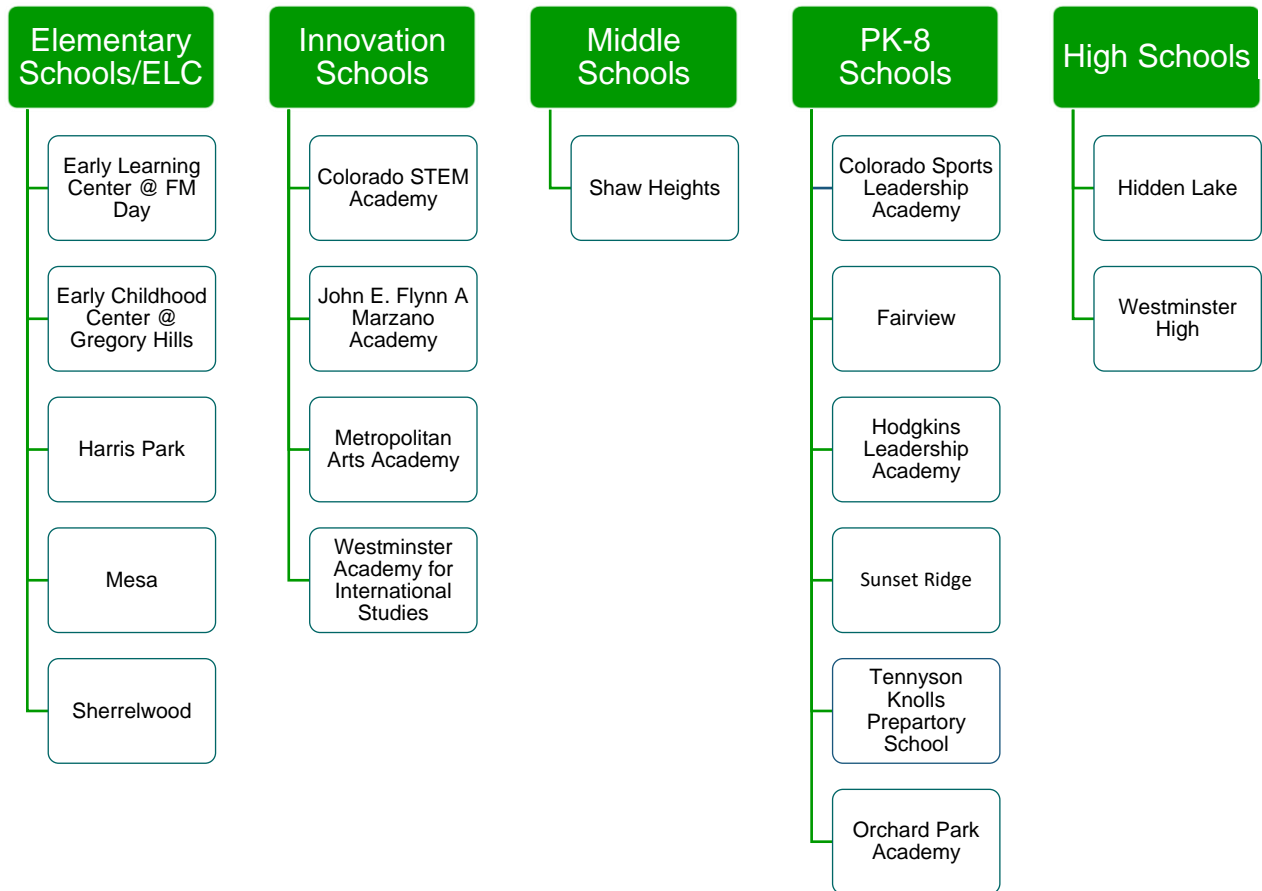 Elementary
Schools/ELC
Early Learning
Center @ FM
Day
Early Childhood
Center @
Gregory Hills
Harris Park
Mesa
Sherrelwood
Innovation
Schools
Colorado STEM
Academy
John E. Flynn A
Marzano
Academy
Metropolitan
Arts Academy
Westminster
Academy for
International
Studies
Middle
Schools
Shaw Heights
PK-8
Schools
Colorado Sports
Leadership
Academy
Fairview
Hodgkins
Leadership
Academy
Sunset Ridge
Tennyson
Knolls
Prepartory
School
Orchard Park
Academy
High Schools
Hidden Lake
Westminster
High